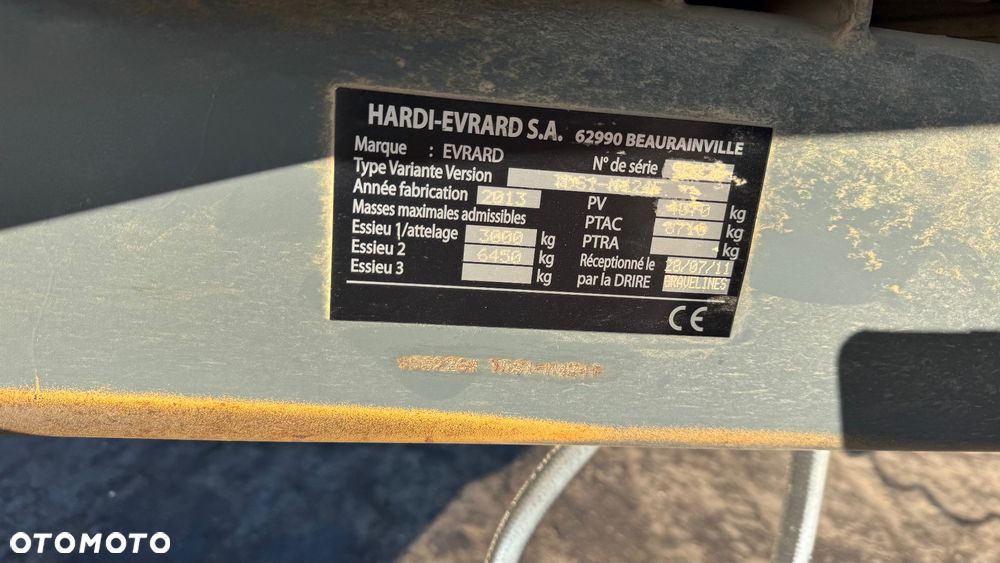 HARDI-EVRARD S.A. 62990 BEAURAINVILLE
Marque : EVRARD N° de série
Type Variante Version
Année fabrication 2013 PV kg
Masses maximales admissibles PTAC kg
Essieu 1/attelage 3000 kg PTRA kg
Essieu 2 6450 kg Réceptionné le 28/07/11
Essieu 3 kg par la DRIRE GRAVELINES
CE
OTOMOTO